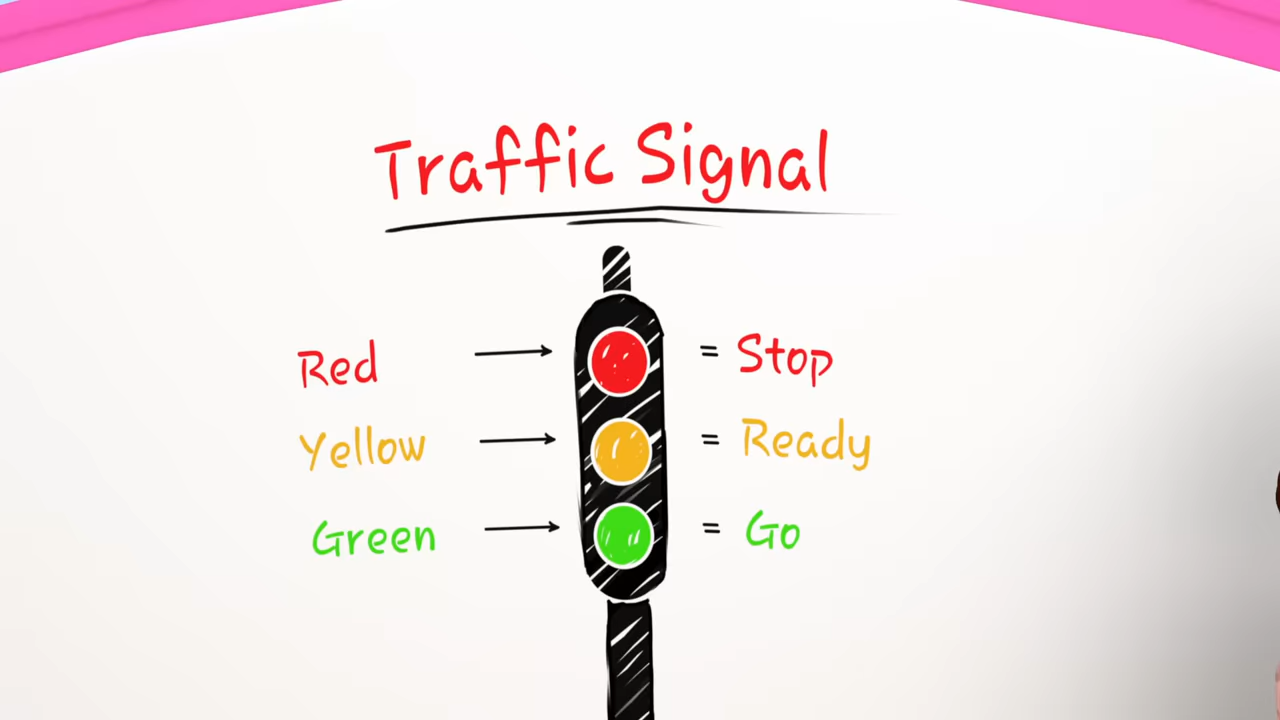 Traffic Signal
Red → = Stop
Yellow → = Ready
Green → = Go